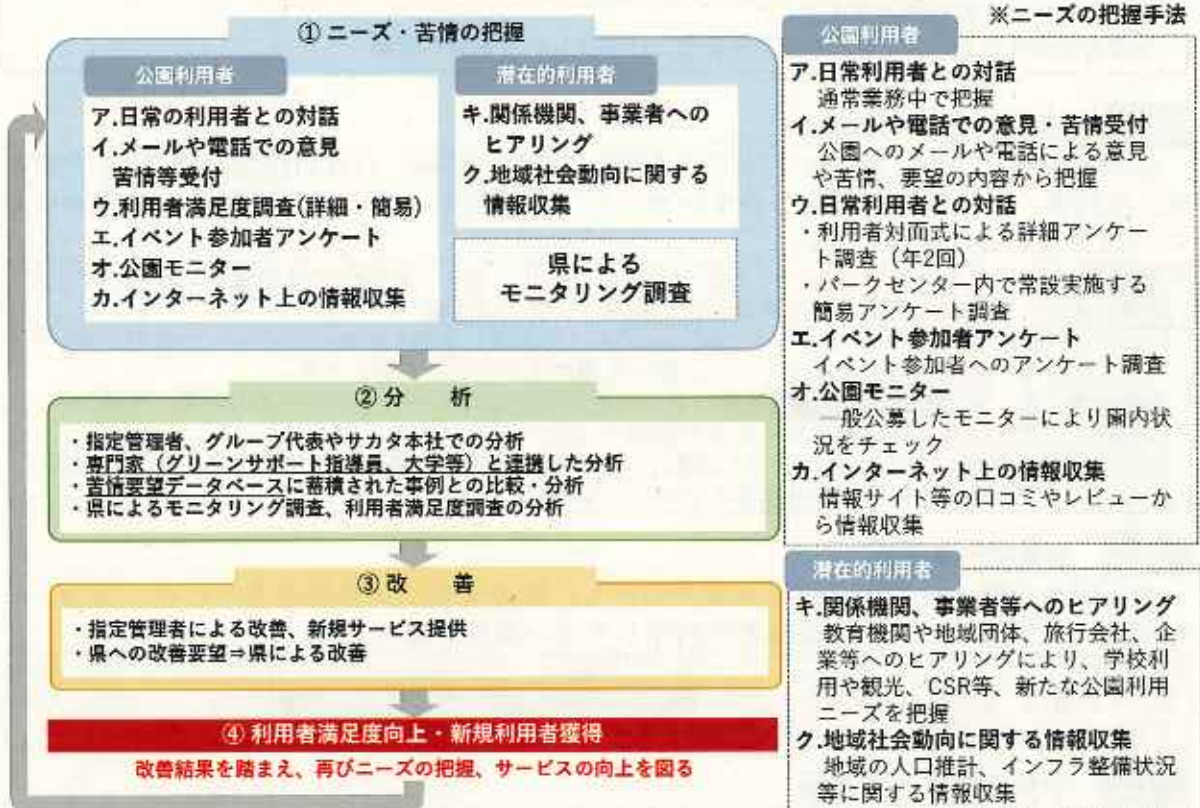 ① ニーズ・苦情の把握
公園利用者
ア.日常の利用者との対話
イ.メールや電話での意見
苦情等受付
ウ.利用者満足度調査(詳細・簡易)
エ.イベント参加者アンケート
オ.公園モニター
カ.インターネット上の情報収集
潜在的利用者
キ.関係機関、事業者への
ヒアリング
ク.地域社会動向に関する
情報収集
県による
モニタリング調査
② 分 析
・指定管理者、グループ代表やサカタ本社での分析
・専門家（グリーンサポート指導員、大学等）と連携した分析
・苦情要望データベースに蓄積された事例との比較・分析
・県によるモニタリング調査、利用者満足度調査の分析
③ 改 善
・指定管理者による改善、新規サービス提供
・県への改善要望⇒県による改善
④ 利用者満足度向上・新規利用者獲得
改善結果を踏まえ、再びニーズの把握、サービスの向上を図る
※ニーズの把握手法
公園利用者
ア.日常利用者との対話
通常業務中で把握
イ.メールや電話での意見・苦情受付
公園へのメールや電話による意見
や苦情、要望の内容から把握
ウ.日常利用者との対話
・利用者対面式による詳細アンケー
ト調査（年2回）
・パークセンター内で常設実施する
簡易アンケート調査
エ.イベント参加者アンケート
イベント参加者へのアンケート調査
オ.公園モニター
一般公募したモニターにより園内状
況をチェック
カ.インターネット上の情報収集
情報サイト等の口コミやレビューか
ら情報収集
潜在的利用者
キ.関係機関、事業者等へのヒアリング
教育機関や地域団体、旅行会社、企
業等へのヒアリングにより、学校利
用や観光、CSR等、新たな公園利用
ニーズを把握
ク.地域社会動向に関する情報収集
地域の人口推計、インフラ整備状況
等に関する情報収集